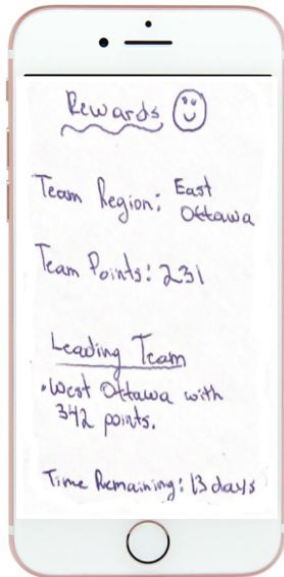 Rewards
Team Region: East
Ottawa
Team Points: 231
Leading Team
• West Ottawa with
342 points.
Time Remaining: 13 days